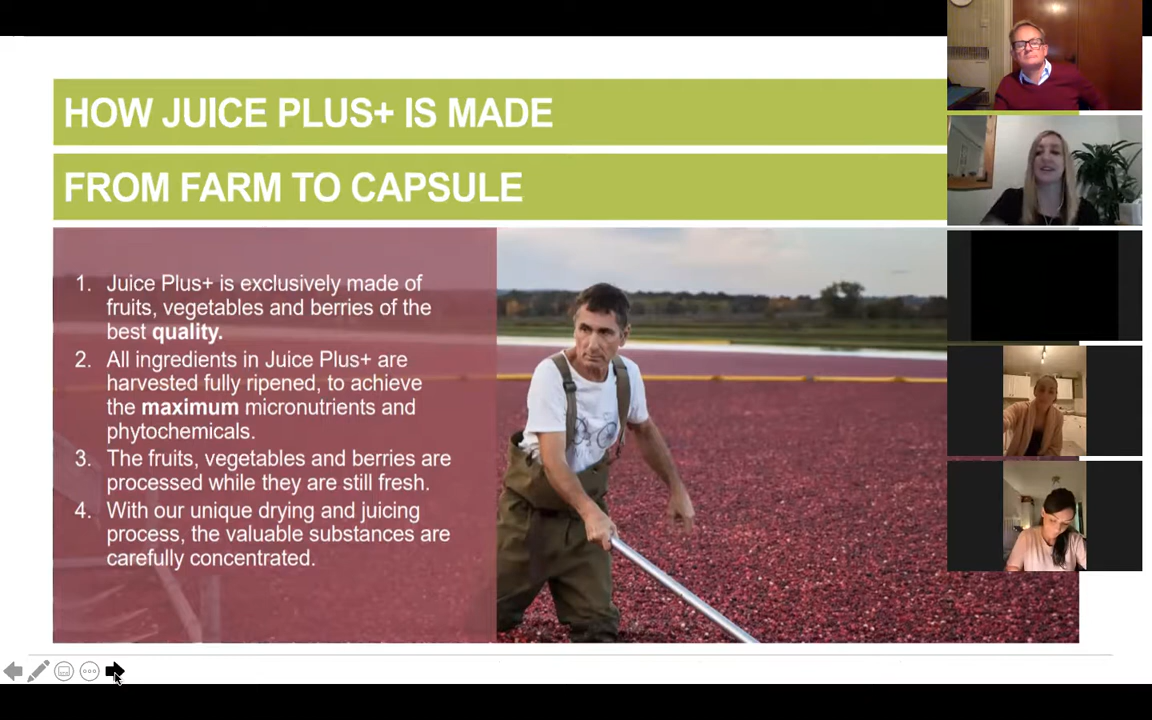 HOW JUICE PLUS+ IS MADE
FROM FARM TO CAPSULE
1. Juice Plus+ is exclusively made of
fruits, vegetables and berries of the
best quality.
2. All ingredients in Juice Plus+ are
harvested fully ripened, to achieve
the maximum micronutrients and
phytochemicals.
3. The fruits, vegetables and berries are
processed while they are still fresh.
4. With our unique drying and juicing
process, the valuable substances are
carefully concentrated.